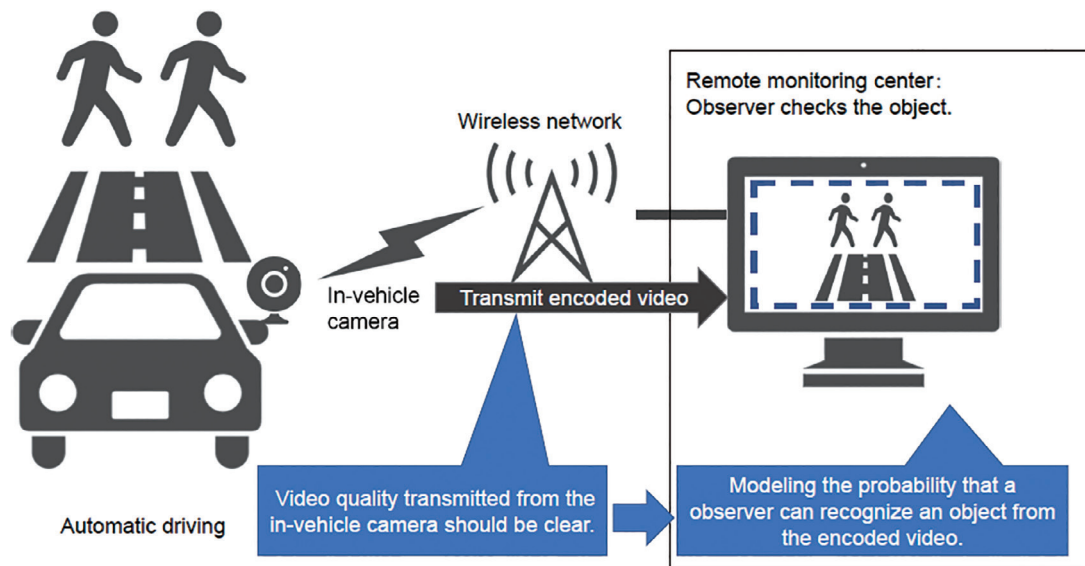 Remote monitoring center:
Observer checks the object.
Wireless network
In-vehicle
camera
Transmit encoded video
Video quality transmitted from the
in-vehicle camera should be clear.
Modeling the probability that a
observer can recognize an object from
the encoded video.
Automatic driving